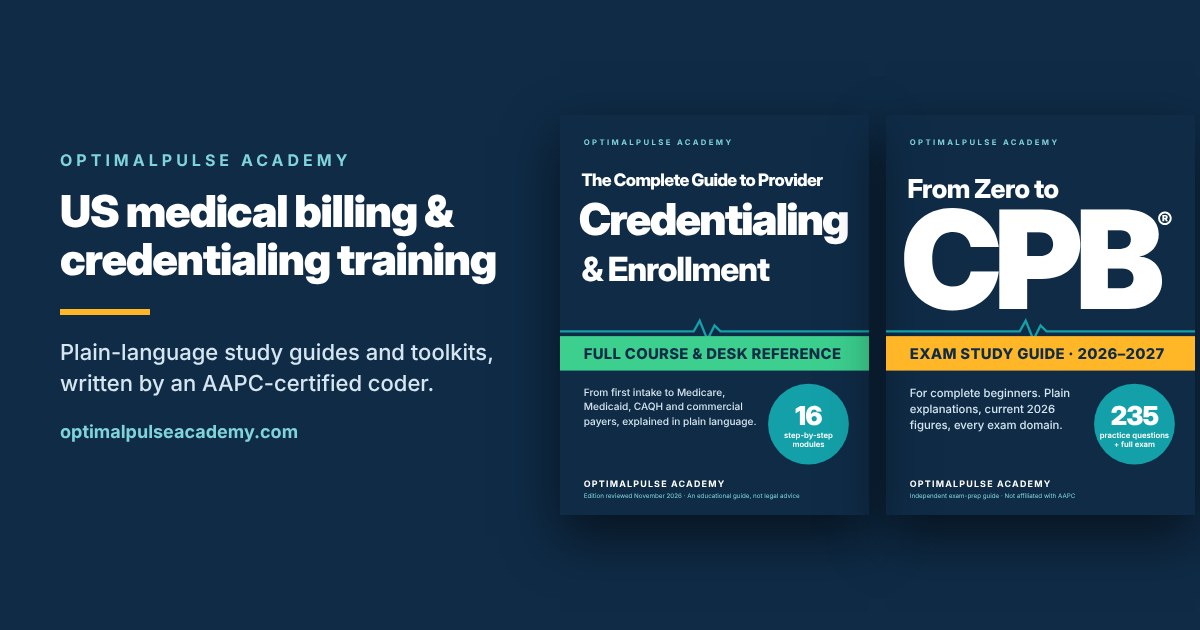 OPTIMALPULSE ACADEMY
US medical billing &
credentialing training
Plain-language study guides and toolkits,
written by an AAPC-certified coder.
optimalpulseacademy.com
OPTIMALPULSE ACADEMY
The Complete Guide to Provider
Credentialing
& Enrollment
FULL COURSE & DESK REFERENCE
From first intake to Medicare,
Medicaid, CAQH and commercial
payers, explained in plain language.
16
step-by-step
modules
OPTIMALPULSE ACADEMY
Edition reviewed November 2026 · An educational guide, not legal advice
OPTIMALPULSE ACADEMY
From Zero to
CPB®
EXAM STUDY GUIDE · 2026–2027
For complete beginners. Plain
explanations, current 2026
figures, every exam domain.
235
practice questions
+ full exam
OPTIMALPULSE ACADEMY
Independent exam-prep guide · Not affiliated with AAPC